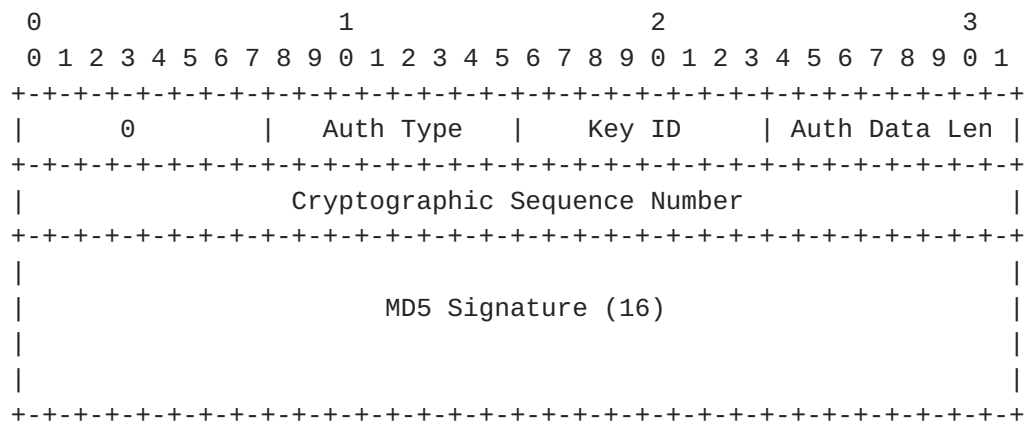 0                   1                   2                   3
 0 1 2 3 4 5 6 7 8 9 0 1 2 3 4 5 6 7 8 9 0 1 2 3 4 5 6 7 8 9 0 1
+-+-+-+-+-+-+-+-+-+-+-+-+-+-+-+-+-+-+-+-+-+-+-+-+-+-+-+-+-+-+-+-+
|      0        |   Auth Type   |    Key ID     | Auth Data Len |
+-+-+-+-+-+-+-+-+-+-+-+-+-+-+-+-+-+-+-+-+-+-+-+-+-+-+-+-+-+-+-+-+
|                 Cryptographic Sequence Number                 |
+-+-+-+-+-+-+-+-+-+-+-+-+-+-+-+-+-+-+-+-+-+-+-+-+-+-+-+-+-+-+-+-+
|                                                               |
|                       MD5 Signature (16)                      |
|                                                               |
|                                                               |
+-+-+-+-+-+-+-+-+-+-+-+-+-+-+-+-+-+-+-+-+-+-+-+-+-+-+-+-+-+-+-+-+